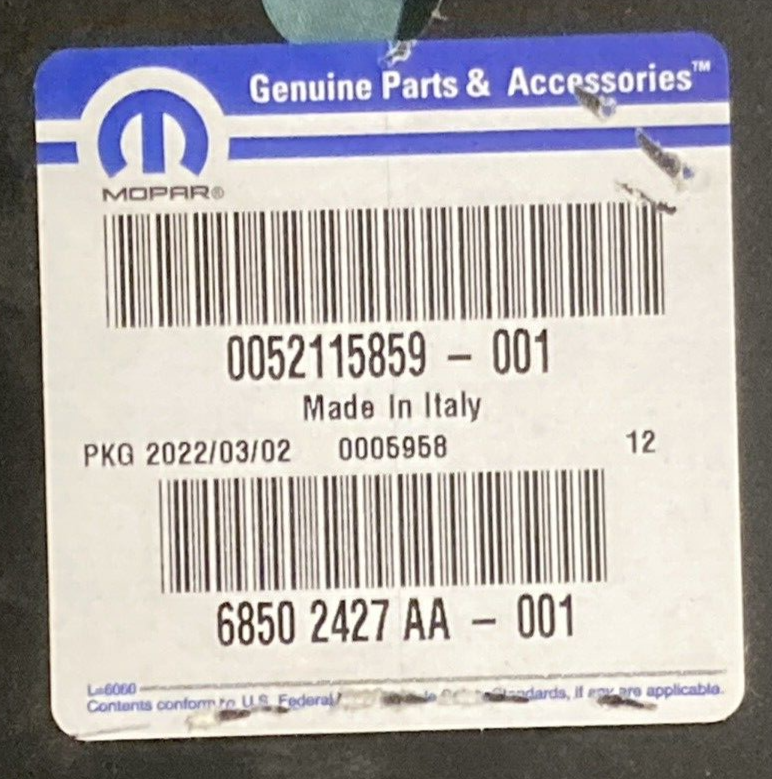 Genuine Parts & Accessories™
MOPAR®
0052115859 - 001
Made In Italy
PKG 2022/03/02 0005958 12
6850 2427 AA - 001
L-6060
Contents conform to U.S. Federal/ Standards, if any are applicable.